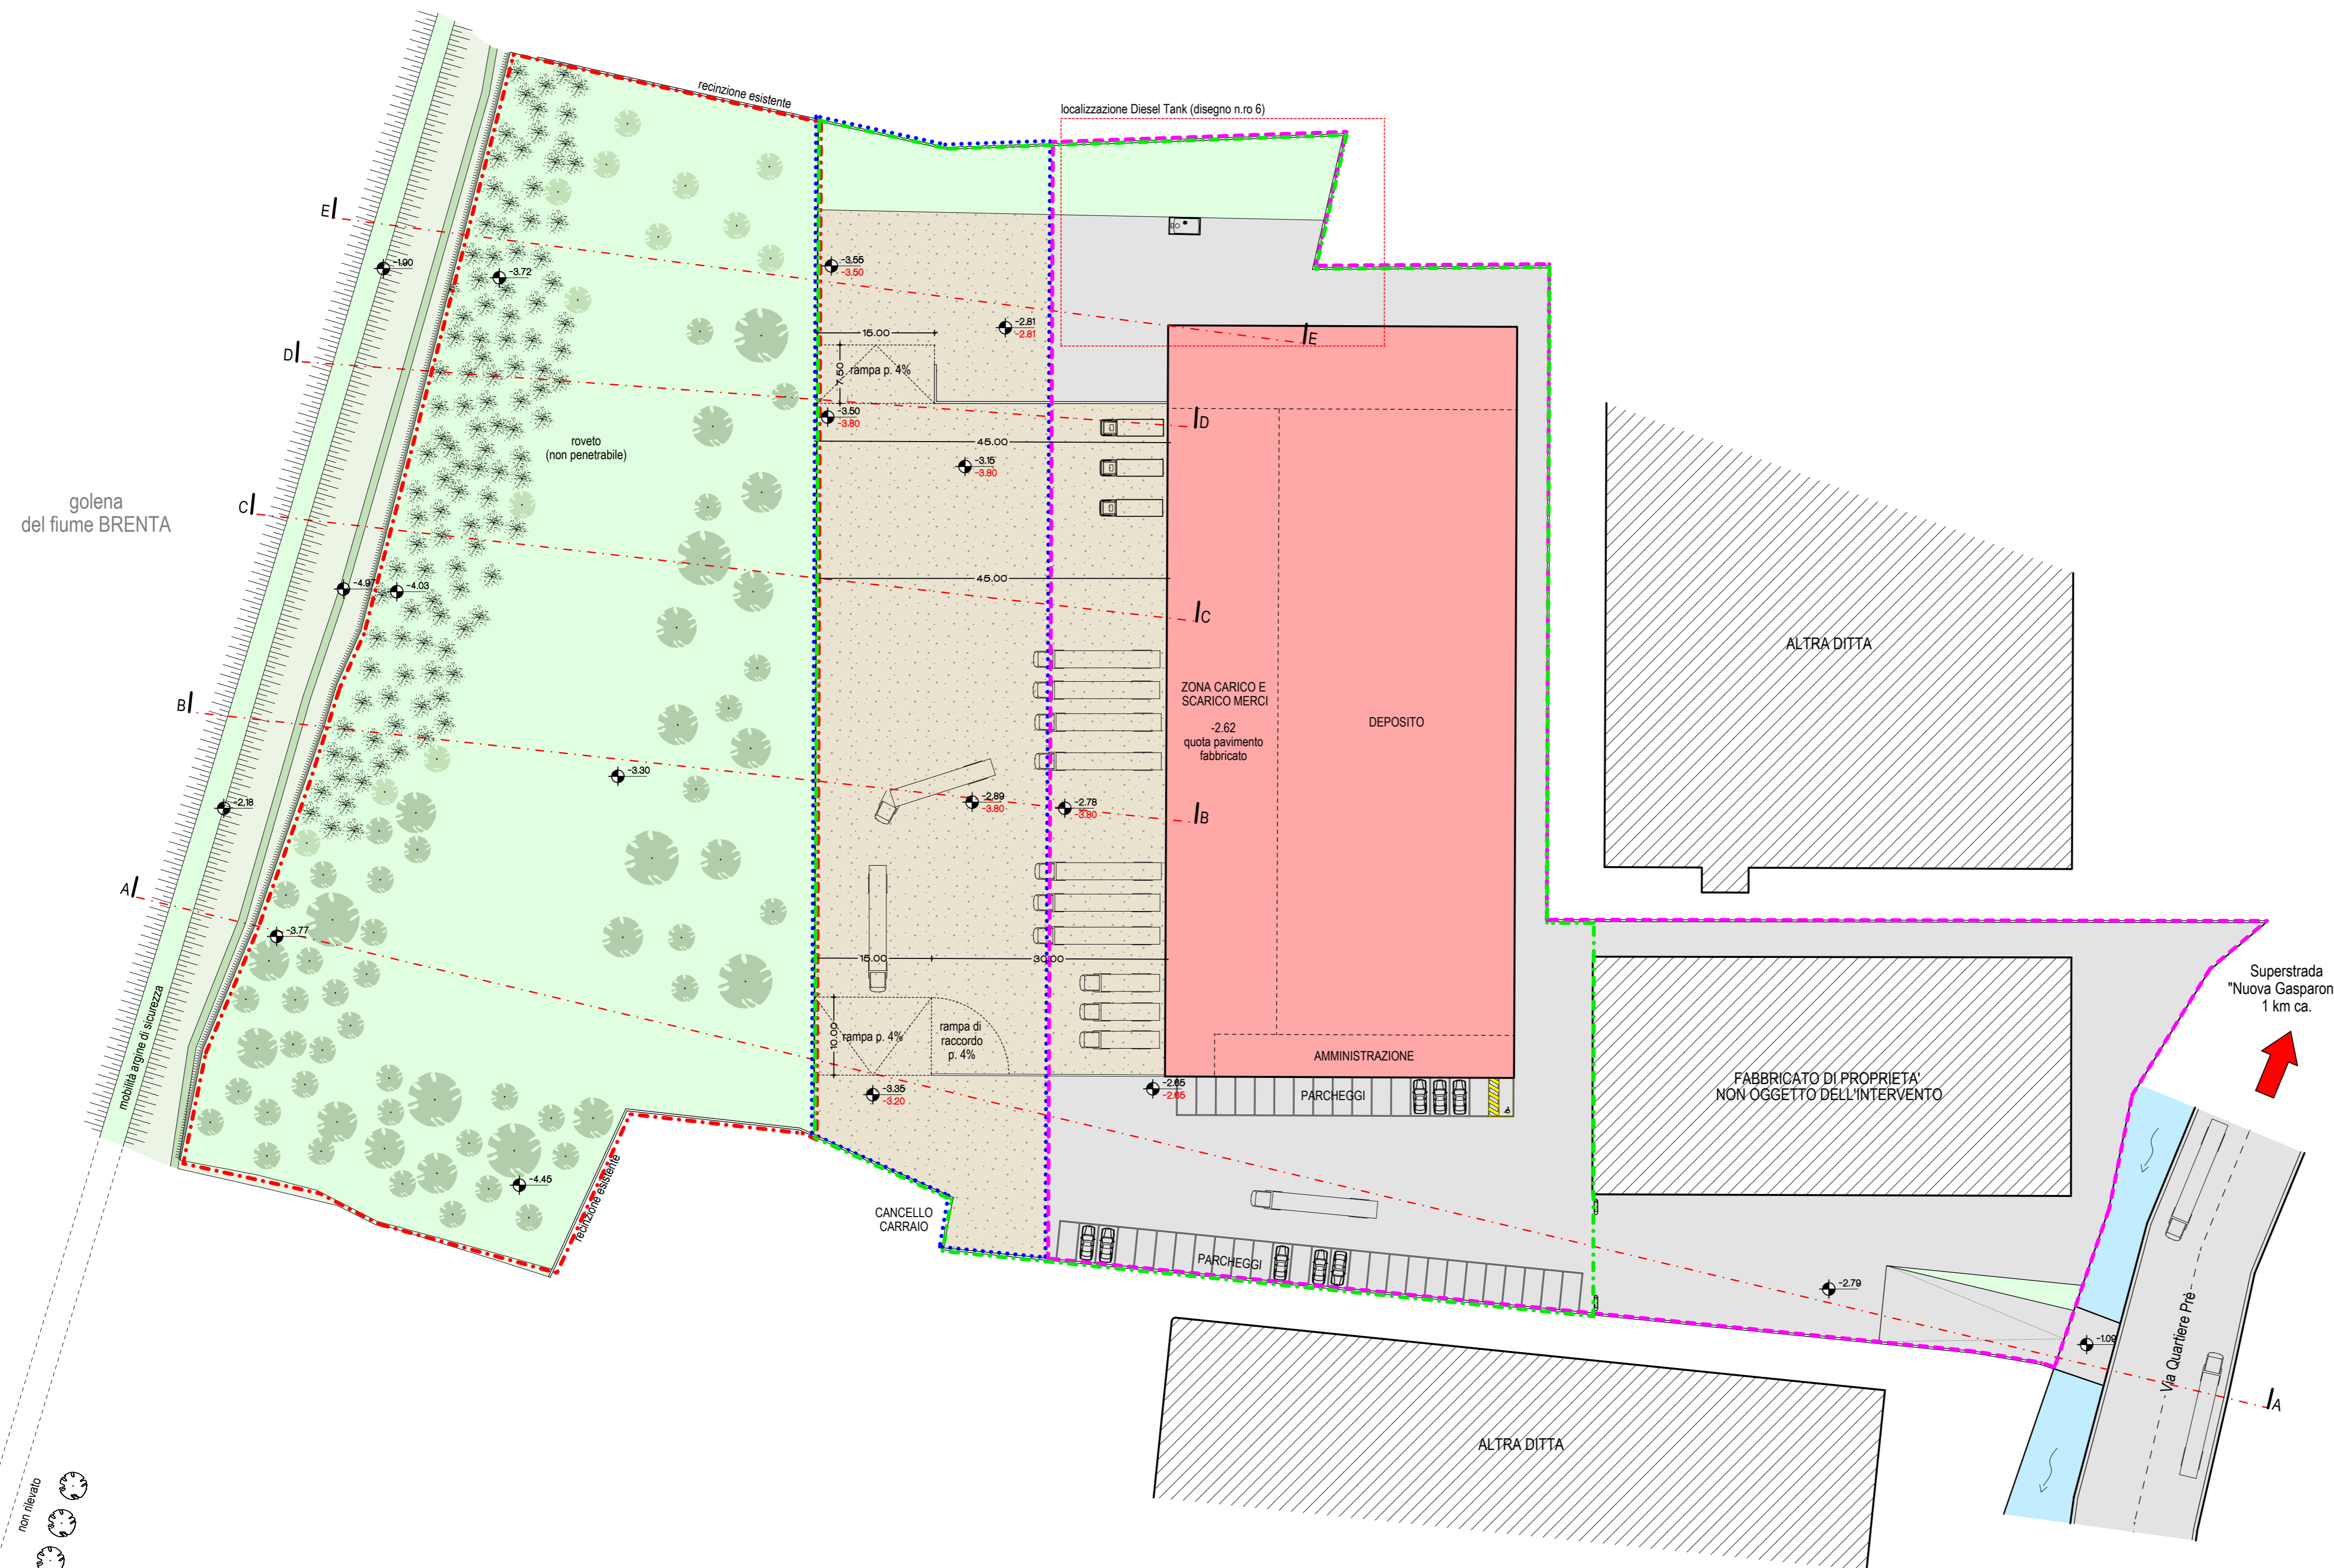 recinzione esistente
localizzazione Diesel Tank (disegno n.ro 6)
E
-1.90
-3.72
-3.55
-3.50
-2.81
-2.81
E
15.00
7.50
rampa p. 4%
D
-3.50
-3.80
D
45.00
roveto
(non penetrabile)
-3.15
-3.80
golena
del fiume BRENTA
C
45.00
-4.97
-4.03
C
ALTRA DITTA
ZONA CARICO E
SCARICO MERCI
-2.62
quota pavimento
fabbricato
DEPOSITO
B
-3.30
-2.18
-2.89
-3.80
-2.78
-3.80
B
A
-3.77
15.00
30.00
mobilità argine di sicurezza
10.00
rampa p. 4%
rampa di
raccordo
p. 4%
AMMINISTRAZIONE
Superstrada
"Nuova Gasparon
1 km ca.
FABBRICATO DI PROPRIETA'
NON OGGETTO DELL'INTERVENTO
-3.35
-3.20
-2.65
-2.65
PARCHEGGI
-4.45
recinzione esistente
CANCELLO
CARRAIO
PARCHEGGI
-2.79
-1.09
Via Quartiere Prè
A
ALTRA DITTA
non rilevato